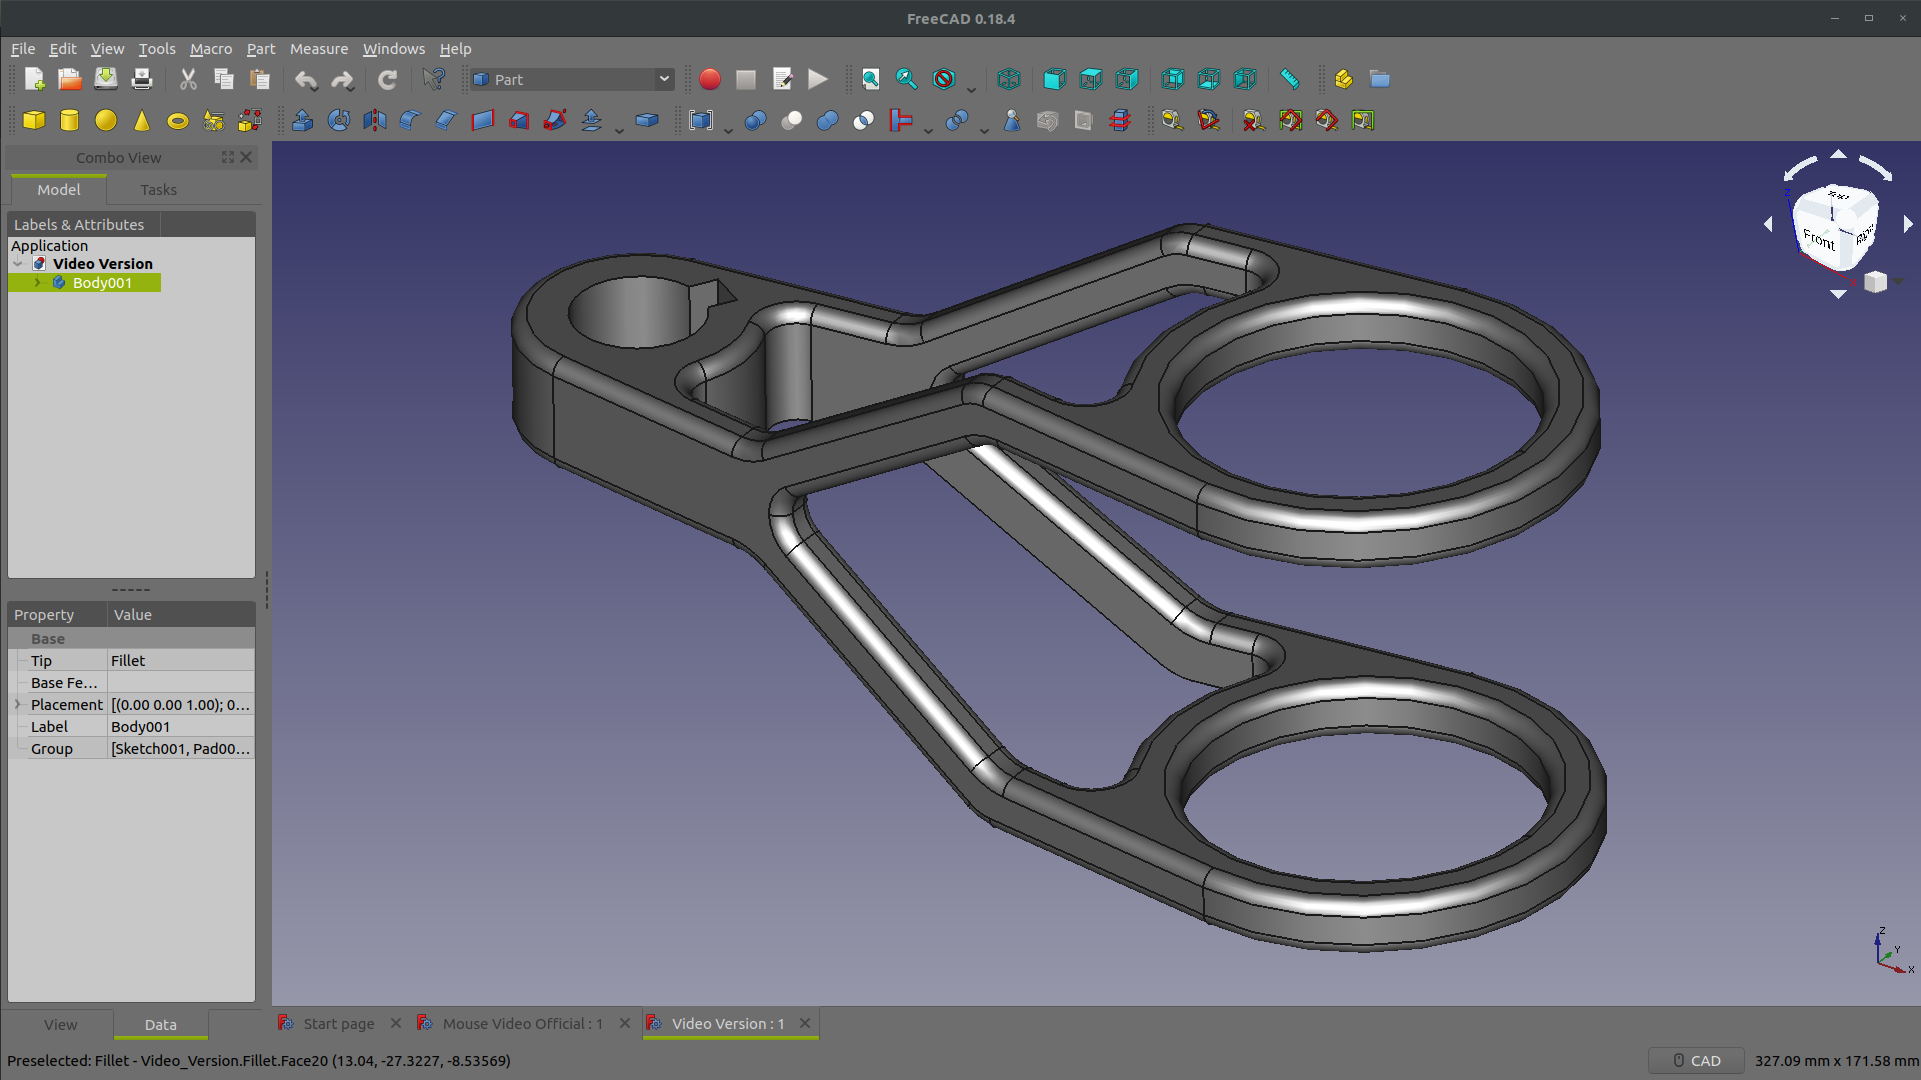 FreeCAD 0.18.4
File Edit View Tools Macro Part Measure Windows Help
Part
Combo View
Model Tasks
Labels & Attributes
Application
Video Version
Body001
Property Value
Base
Tip Fillet
Base Fe...
Placement [(0.00 0.00 1.00); 0...
Label Body001
Group [Sketch001, Pad00...
View Data
Front
Z
Z
Y
X
Start page
Mouse Video Official : 1
Video Version : 1
Preselected: Fillet - Video_Version.Fillet.Face20 (13.04, -27.3227, -8.53569)
CAD
327.09 mm x 171.58 mm